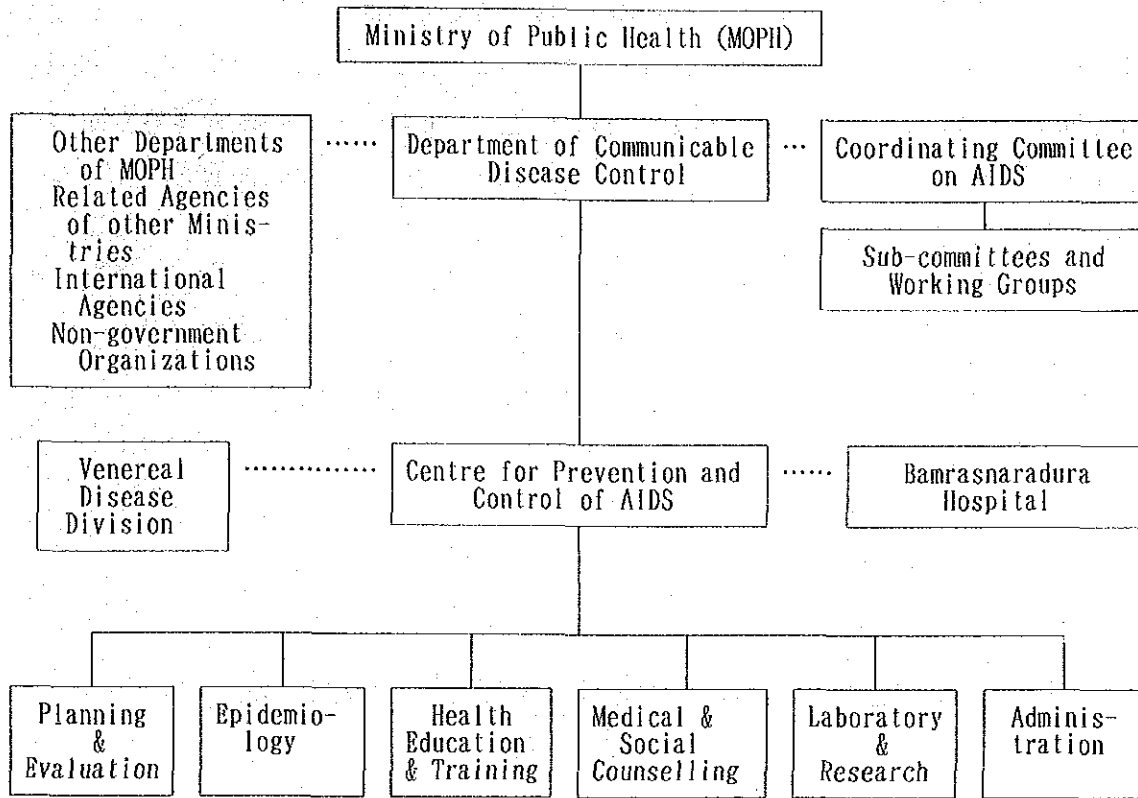 Ministry of Public Health (MOPH)
Other Departments
of MOPH
Related Agencies
of other Minis-
tries
International
Agencies
Non-government
Organizations
Department of Communicable
Disease Control
Coordinating Committee
on AIDS
Sub-committees and
Working Groups
Venereal
Disease
Division
Centre for Prevention and
Control of AIDS
Bamrasnaradura
Hospital
Planning
&
Evaluation
Epidemio-
logy
Health
Education
& Training
Medical &
Social
Counselling
Laboratory
&
Research
Adminis-
tration